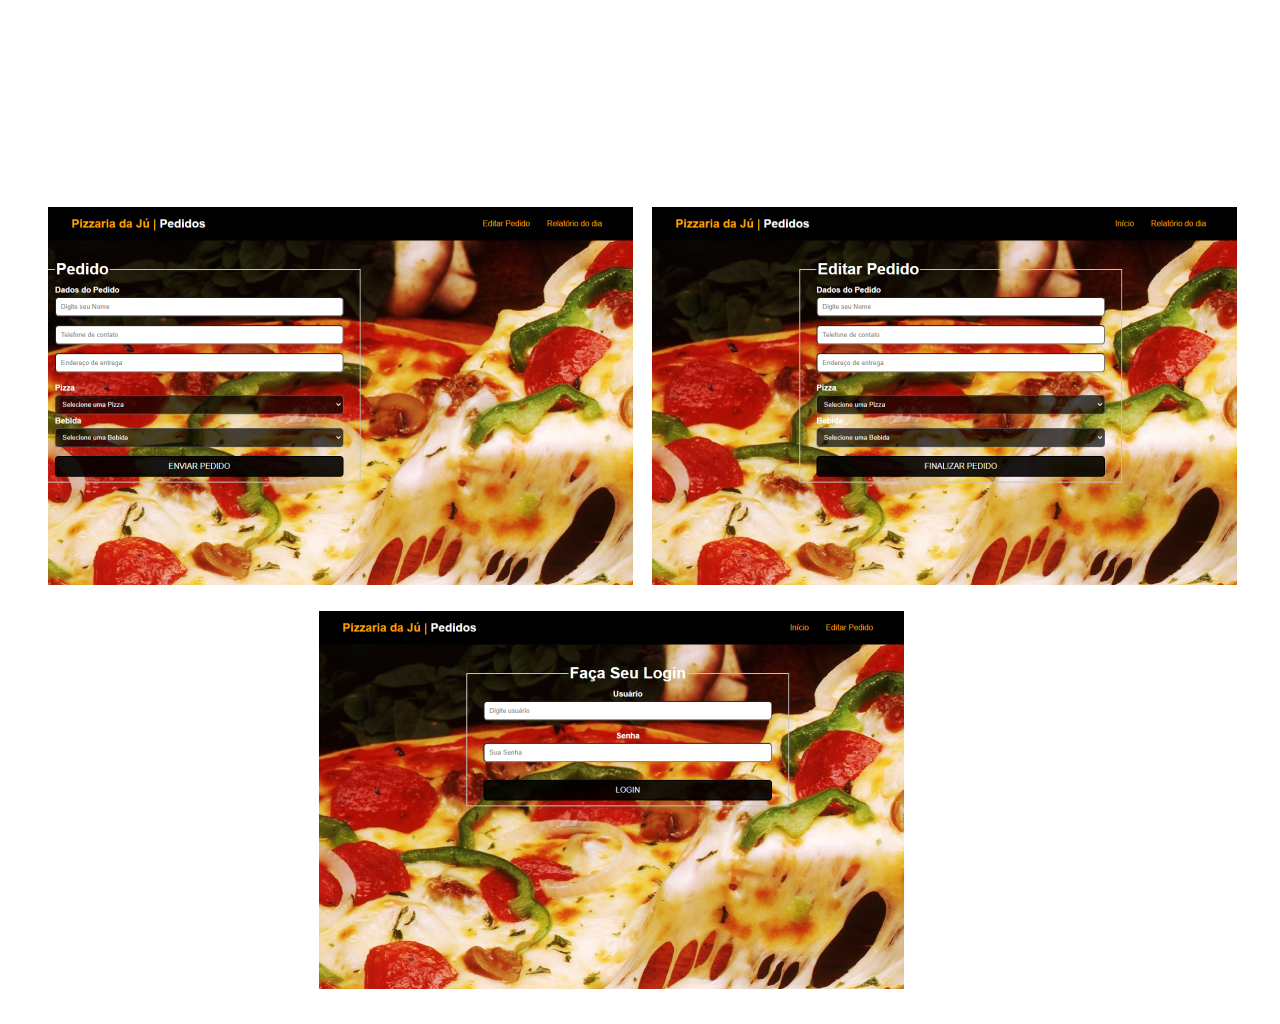 Pizzaria da Jú | Pedidos
Editar Pedido
Relatório do dia
Pedido
Dados do Pedido
Digite seu Nome
Telefone de contato
Endereço de entrega
Pizza
Selecione uma Pizza
Bebida
Selecione uma Bebida
ENVIAR PEDIDO
Pizzaria da Jú | Pedidos
Início
Relatório do dia
Editar Pedido
Dados do Pedido
Digite seu Nome
Telefone de contato
Endereço de entrega
Pizza
Selecione uma Pizza
Bebida
Selecione uma Bebida
FINALIZAR PEDIDO
Pizzaria da Jú | Pedidos
Início
Editar Pedido
Faça Seu Login
Usuário
Digite usuário
Senha
Sua Senha
LOGIN